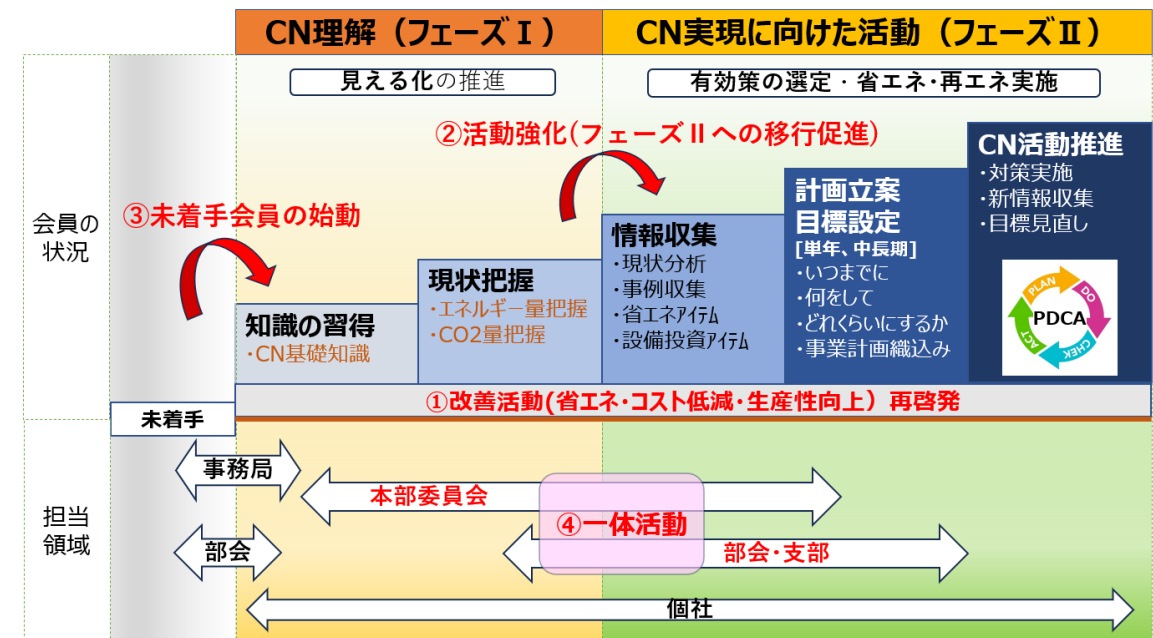 CN理解（フェーズⅠ）
CN実現に向けた活動（フェーズⅡ）
見える化の推進
有効策の選定・省エネ・再エネ実施
②活動強化(フェーズⅡへの移行促進)
③未着手会員の始動
会員の
状況
知識の習得
・CN基礎知識
現状把握
・エネルギー量把握
・CO2量把握
情報収集
・現状分析
・事例収集
・省エネアイテム
・設備投資アイテム
計画立案
目標設定
[単年、中長期]
・いつまでに
・何をして
・どれくらいにするか
・事業計画織込み
CN活動推進
・対策実施
・新情報収集
・目標見直し
PLAN
DO
CHEK
ACT
PDCA
①改善活動(省エネ・コスト低減・生産性向上）再啓発
未着手
担当
領域
事務局
本部委員会
④一体活動
部会
部会・支部
個社